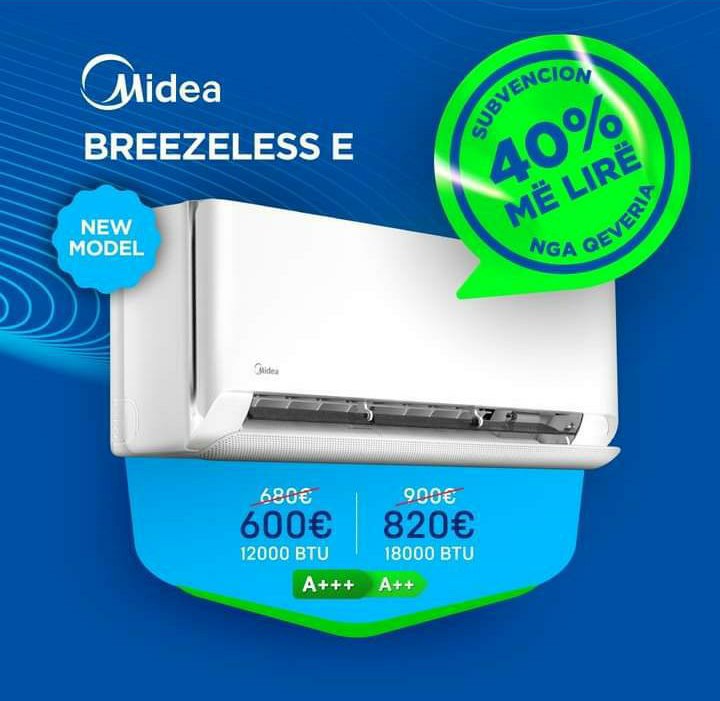 Midea
BREEZELESS E
SUBVENCION
40%
MË LIRË
NGA QEVERIA
NEW
MODEL
Midea
680€
600€
12000 BTU
900€
820€
18000 BTU
A+++
A++